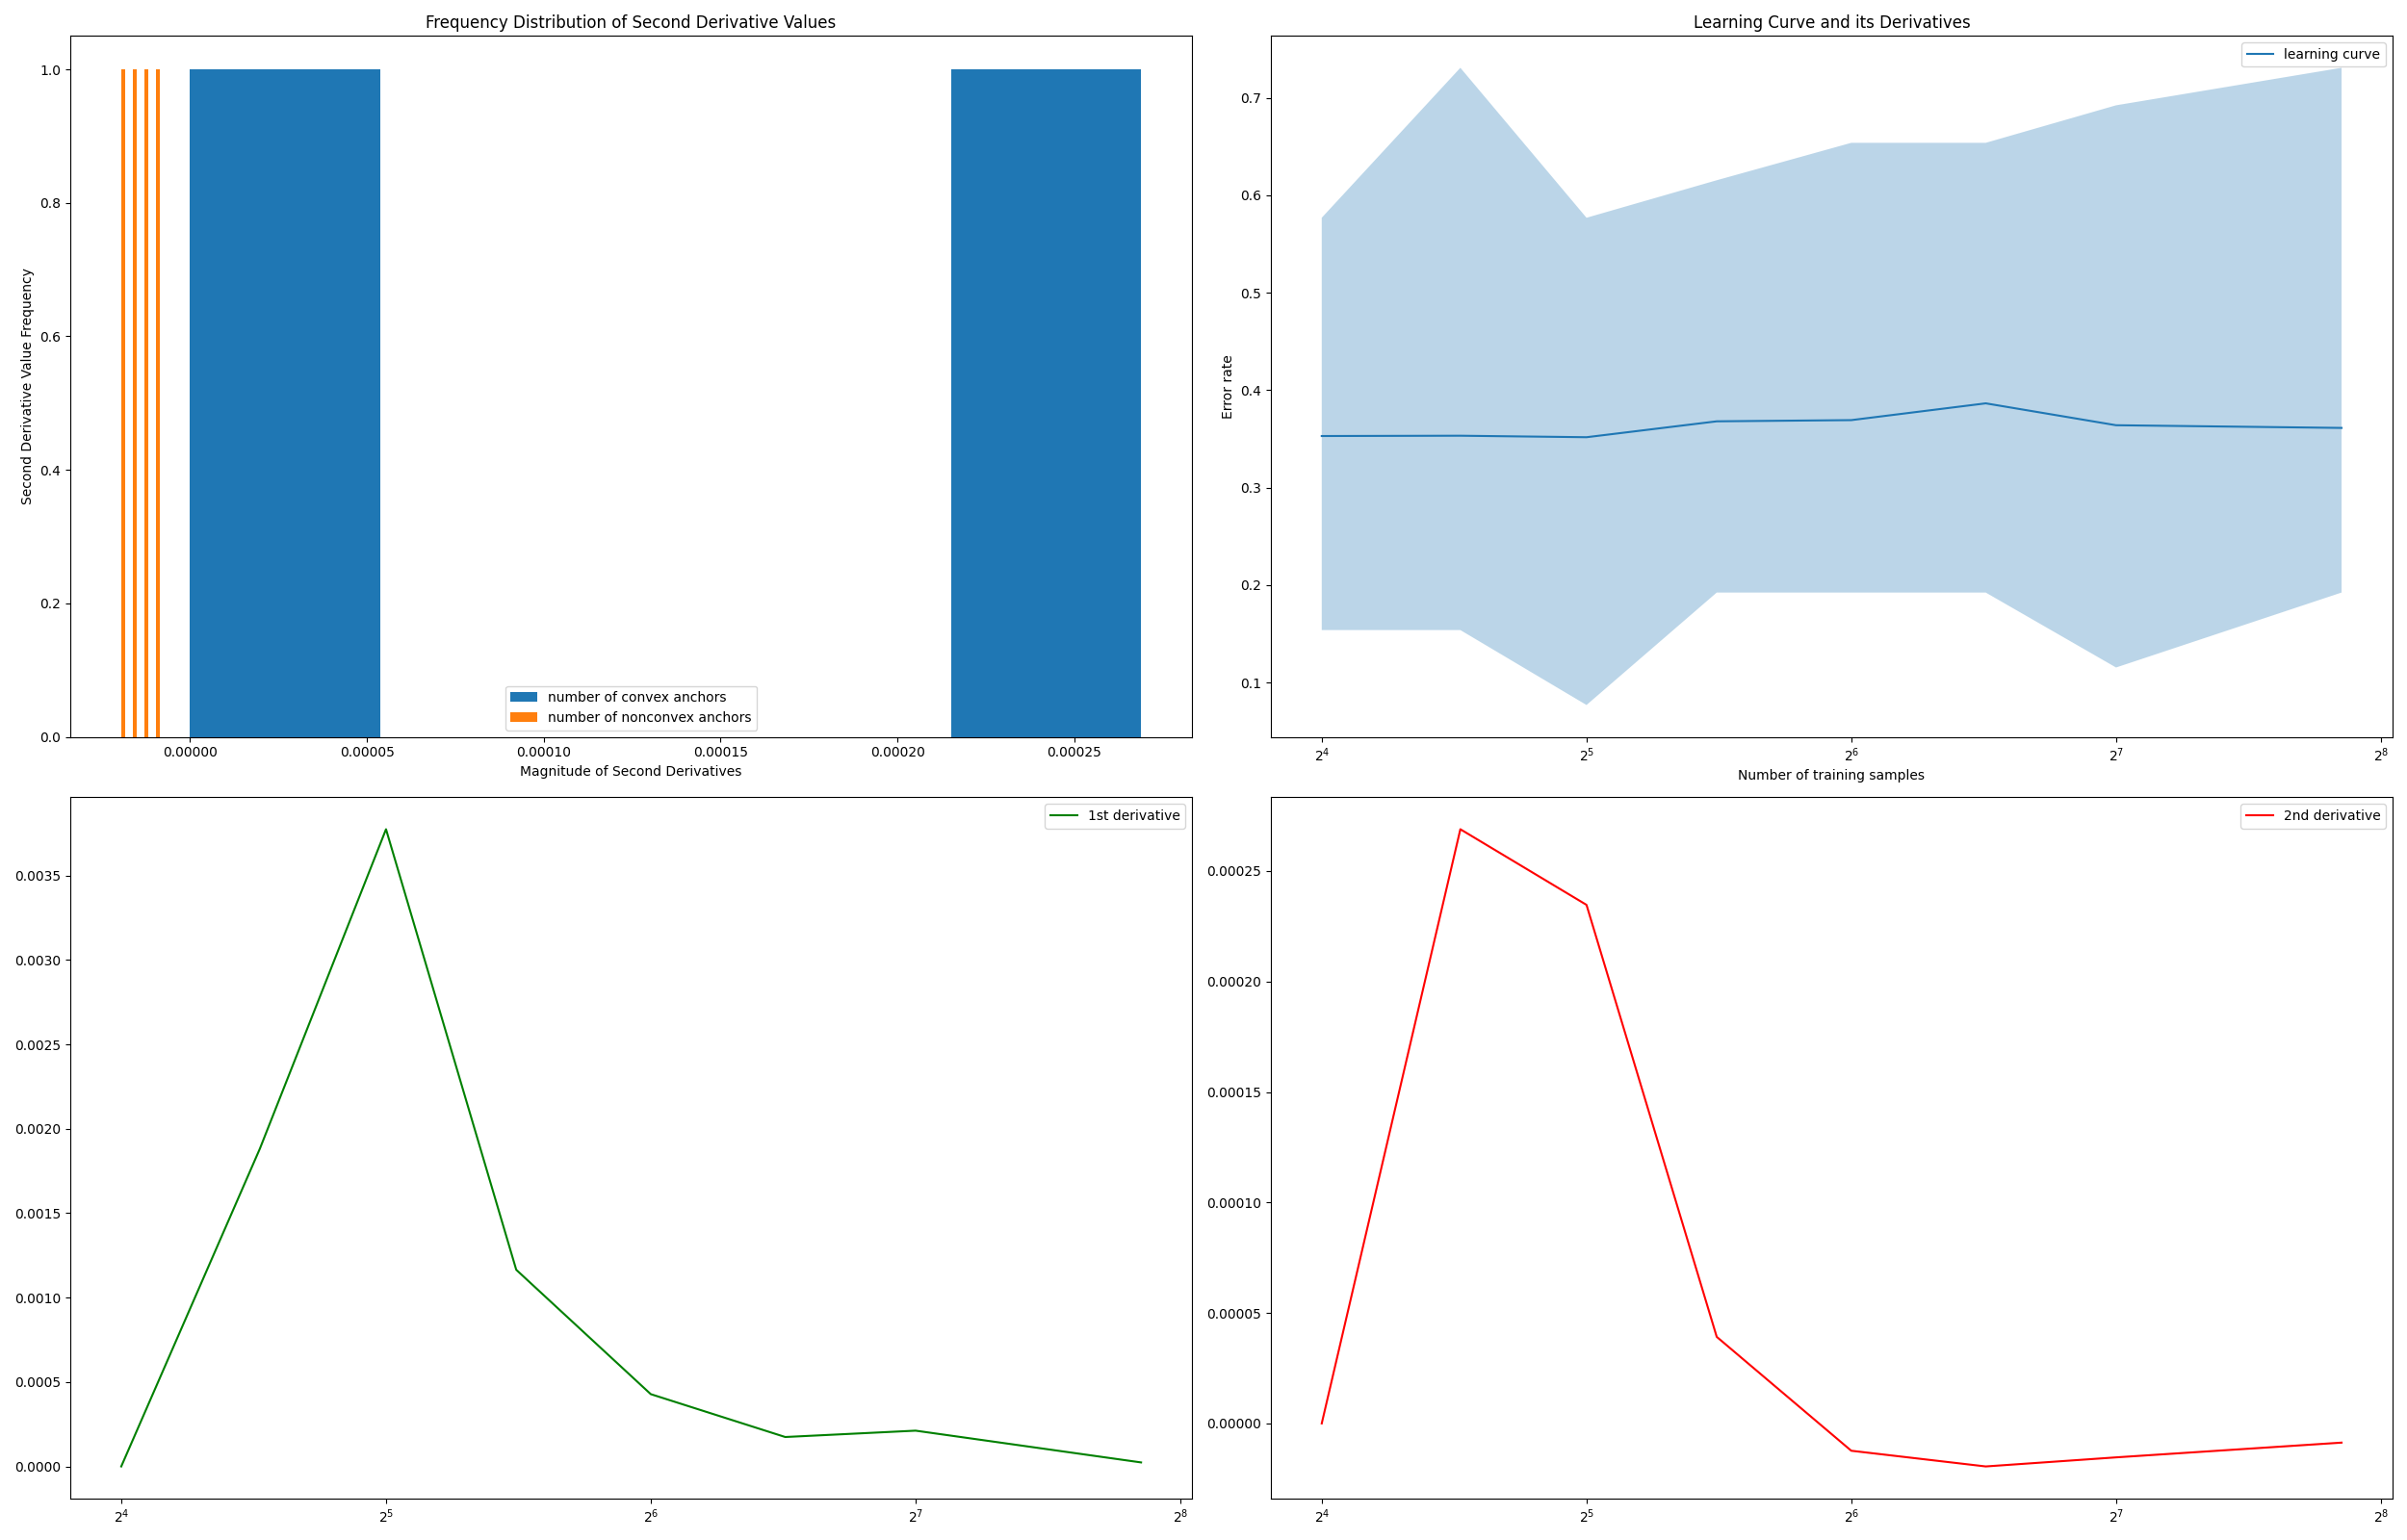 Frequency Distribution of Second Derivative Values
Second Derivative Value Frequency
1.0
0.8
0.6
0.4
0.2
0.0
number of convex anchors
number of nonconvex anchors
0.00000 0.00005 0.00010 0.00015 0.00020 0.00025
Magnitude of Second Derivatives
Learning Curve and its Derivatives
learning curve
Error rate
0.7
0.6
0.5
0.4
0.3
0.2
0.1
2⁴ 2⁵ 2⁶ 2⁷ 2⁸
Number of training samples
1st derivative
0.0035
0.0030
0.0025
0.0020
0.0015
0.0010
0.0005
0.0000
2⁴ 2⁵ 2⁶ 2⁷ 2⁸
2nd derivative
0.00025
0.00020
0.00015
0.00010
0.00005
0.00000
2⁴ 2⁵ 2⁶ 2⁷ 2⁸